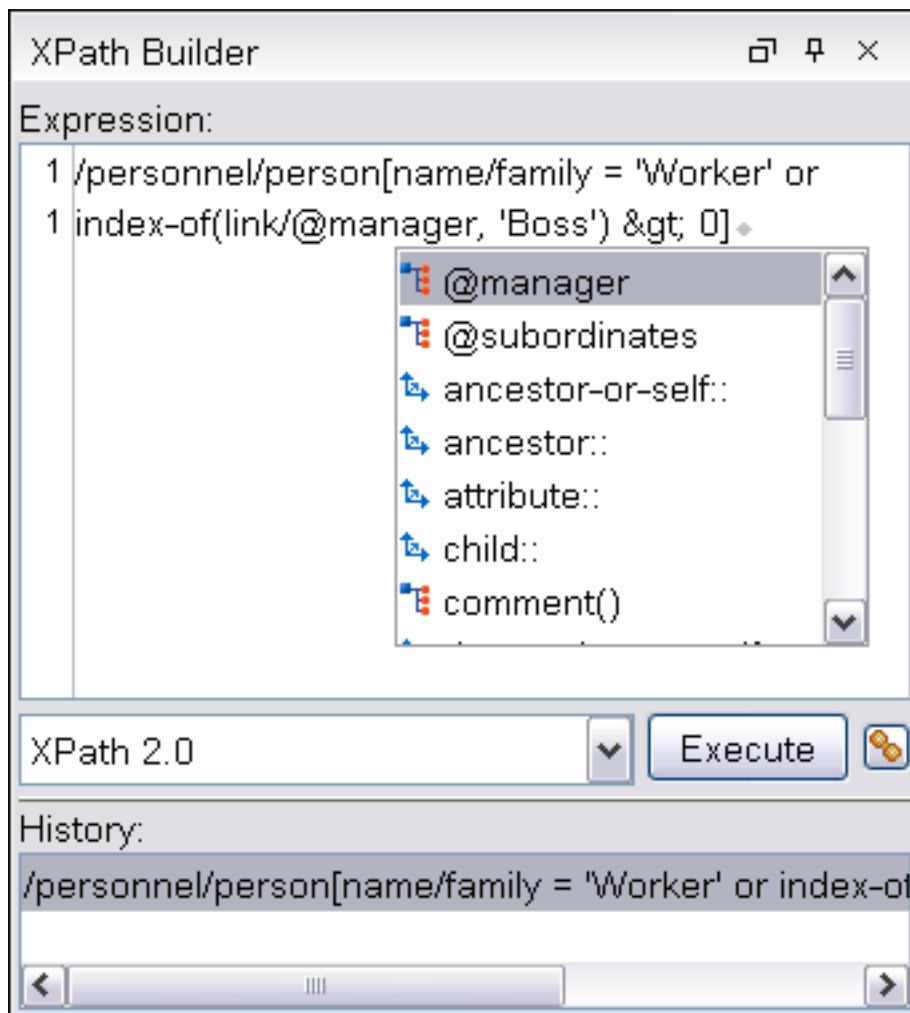 XPath Builder
Expression:
1 /personnel/person[name/family = 'Worker' or
1 index-of(link/@manager, 'Boss') &gt; 0]
@manager
@subordinates
ancestor-or-self::
ancestor::
attribute::
child::
comment()
XPath 2.0
Execute
History:
/personnel/person[name/family = 'Worker' or index-of